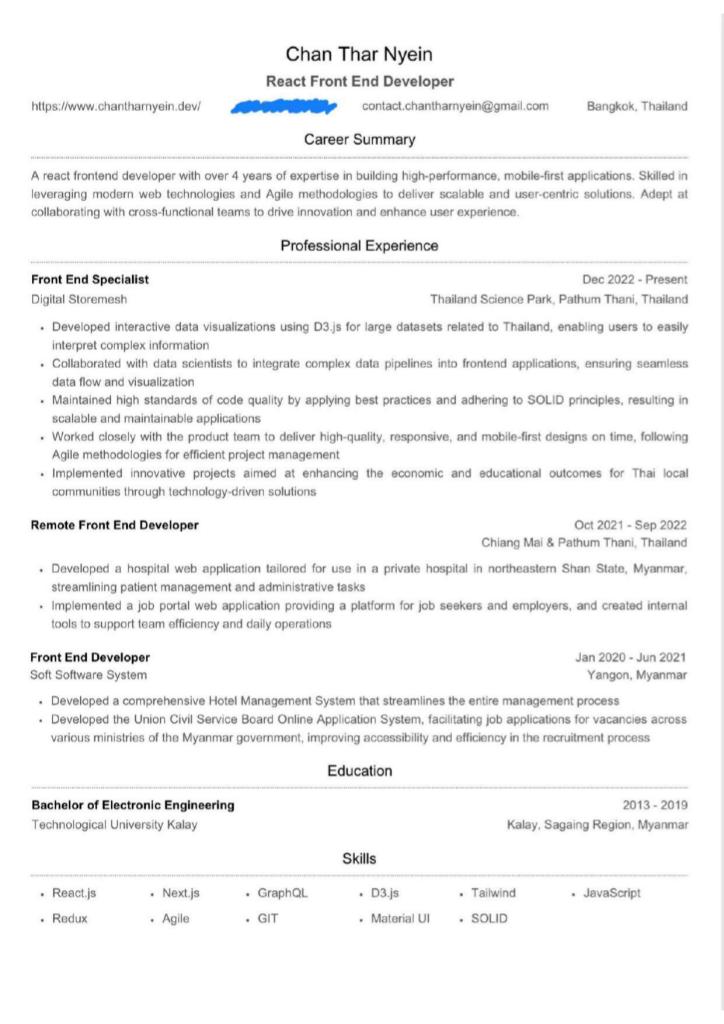 Chan Thar Nyein
React Front End Developer
https://www.chantharnyein.dev/ contact.chantharnyein@gmail.com Bangkok, Thailand
Career Summary
A react frontend developer with over 4 years of expertise in building high-performance, mobile-first applications. Skilled in
leveraging modern web technologies and Agile methodologies to deliver scalable and user-centric solutions. Adept at
collaborating with cross-functional teams to drive innovation and enhance user experience.
Professional Experience
Front End Specialist Dec 2022 - Present
Digital Storemesh Thailand Science Park, Pathum Thani, Thailand
• Developed interactive data visualizations using D3.js for large datasets related to Thailand, enabling users to easily
interpret complex information
• Collaborated with data scientists to integrate complex data pipelines into frontend applications, ensuring seamless
data flow and visualization
• Maintained high standards of code quality by applying best practices and adhering to SOLID principles, resulting in
scalable and maintainable applications
• Worked closely with the product team to deliver high-quality, responsive, and mobile-first designs on time, following
Agile methodologies for efficient project management
• Implemented innovative projects aimed at enhancing the economic and educational outcomes for Thai local
communities through technology-driven solutions
Remote Front End Developer Oct 2021 - Sep 2022
Chiang Mai & Pathum Thani, Thailand
• Developed a hospital web application tailored for use in a private hospital in northeastern Shan State, Myanmar,
streamlining patient management and administrative tasks
• Implemented a job portal web application providing a platform for job seekers and employers, and created internal
tools to support team efficiency and daily operations
Front End Developer Jan 2020 - Jun 2021
Soft Software System Yangon, Myanmar
• Developed a comprehensive Hotel Management System that streamlines the entire management process
• Developed the Union Civil Service Board Online Application System, facilitating job applications for vacancies across
various ministries of the Myanmar government, improving accessibility and efficiency in the recruitment process
Education
Bachelor of Electronic Engineering 2013 - 2019
Technological University Kalay Kalay, Sagaing Region, Myanmar
Skills
• React.js • Next.js • GraphQL • D3.js • Tailwind • JavaScript
• Redux • Agile • GIT • Material UI • SOLID